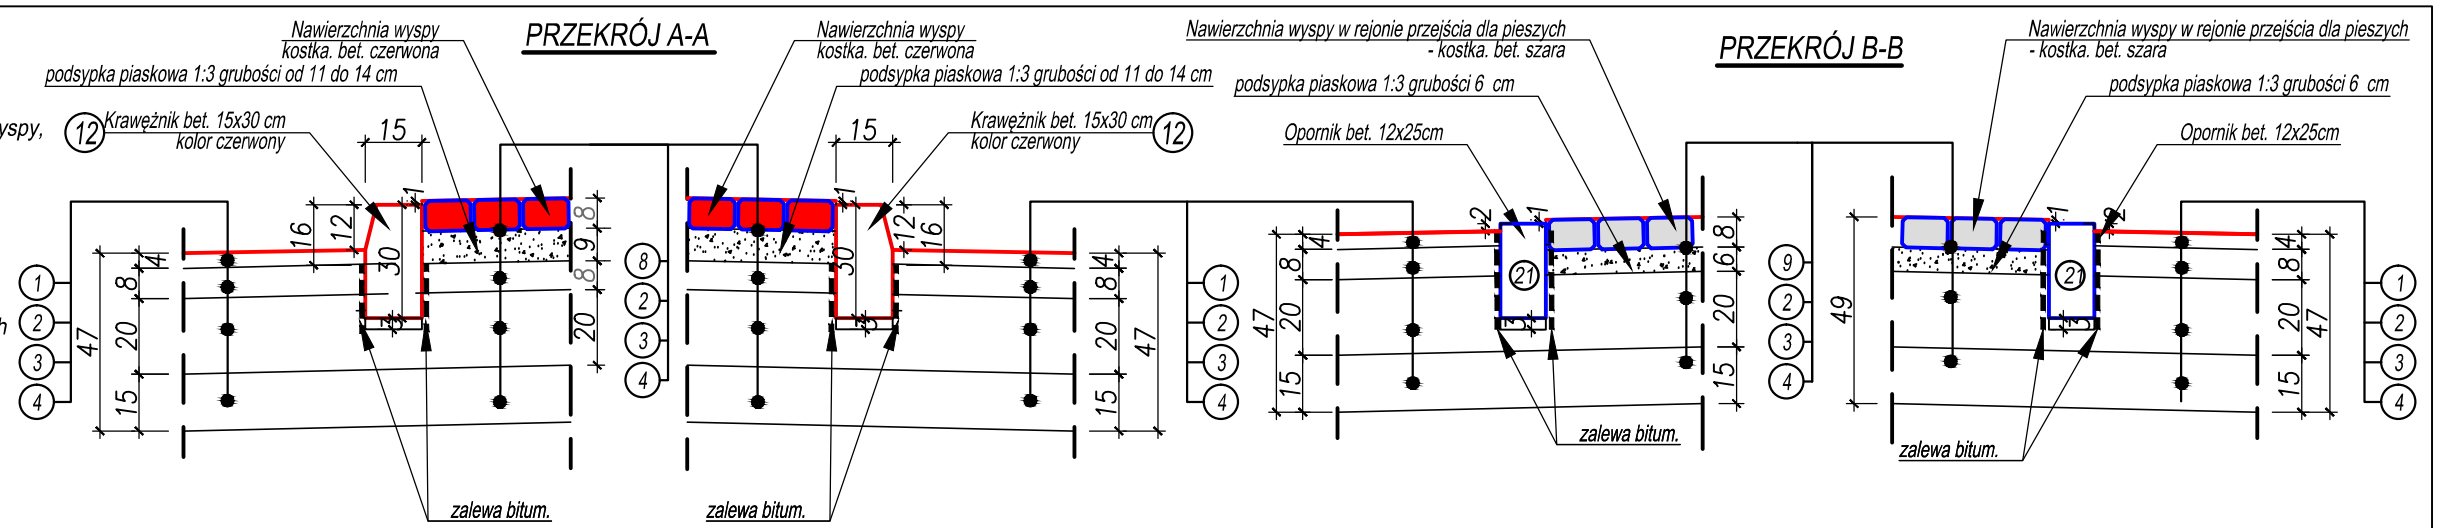 PRZEKRÓJ A-A
Nawierzchnia wyspy
kostka. bet. czerwona
podsypka piaskowa 1:3 grubości od 11 do 14 cm
yspy,
12
Krawężnik bet. 15x30 cm
kolor czerwony
Nawierzchnia wyspy
kostka. bet. czerwona
podsypka piaskowa 1:3 grubości od 11 do 14 cm
Krawężnik bet. 15x30 cm
kolor czerwony
12
15
15
1
1
16
12
30
8
9
8
20
4
8
20
15
47
3
1
2
3
4
h
8
2
3
4
30
12
16
3
4
8
20
15
47
zalewa bitum.
zalewa bitum.
PRZEKRÓJ B-B
Nawierzchnia wyspy w rejonie przejścia dla pieszych
- kostka. bet. szara
podsypka piaskowa 1:3 grubości 6 cm
Opornik bet. 12x25cm
Nawierzchnia wyspy w rejonie przejścia dla pieszych
- kostka. bet. szara
podsypka piaskowa 1:3 grubości 6 cm
Opornik bet. 12x25cm
1
2
3
4
47
4
8
20
15
2
1
21
3
8
6
20
15
9
2
3
4
49
1
2
21
3
4
8
20
15
47
1
2
3
4
zalewa bitum.
zalewa bitum.